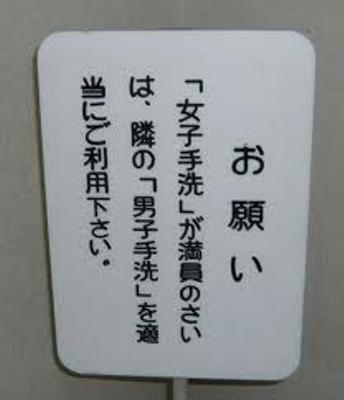 お願い
「女子手洗」が満員のさい
は、隣の「男子手洗」を適
当にご利用下さい。